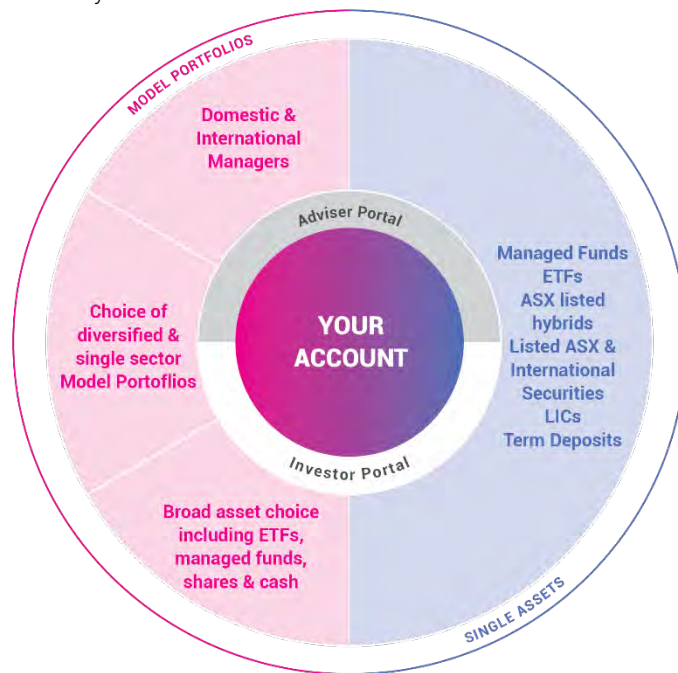 MODEL PORTFOLIOS
Domestic &
International
Managers
Adviser Portal
Managed Funds
ETFs
ASX listed
hybrids
Listed ASX &
International
Securities
LICs
Term Deposits
Choice of
diversified &
single sector
Model Portoflios
YOUR
ACCOUNT
Investor Portal
Broad asset choice
including ETFs,
managed funds,
shares & cash
SINGLE ASSETS